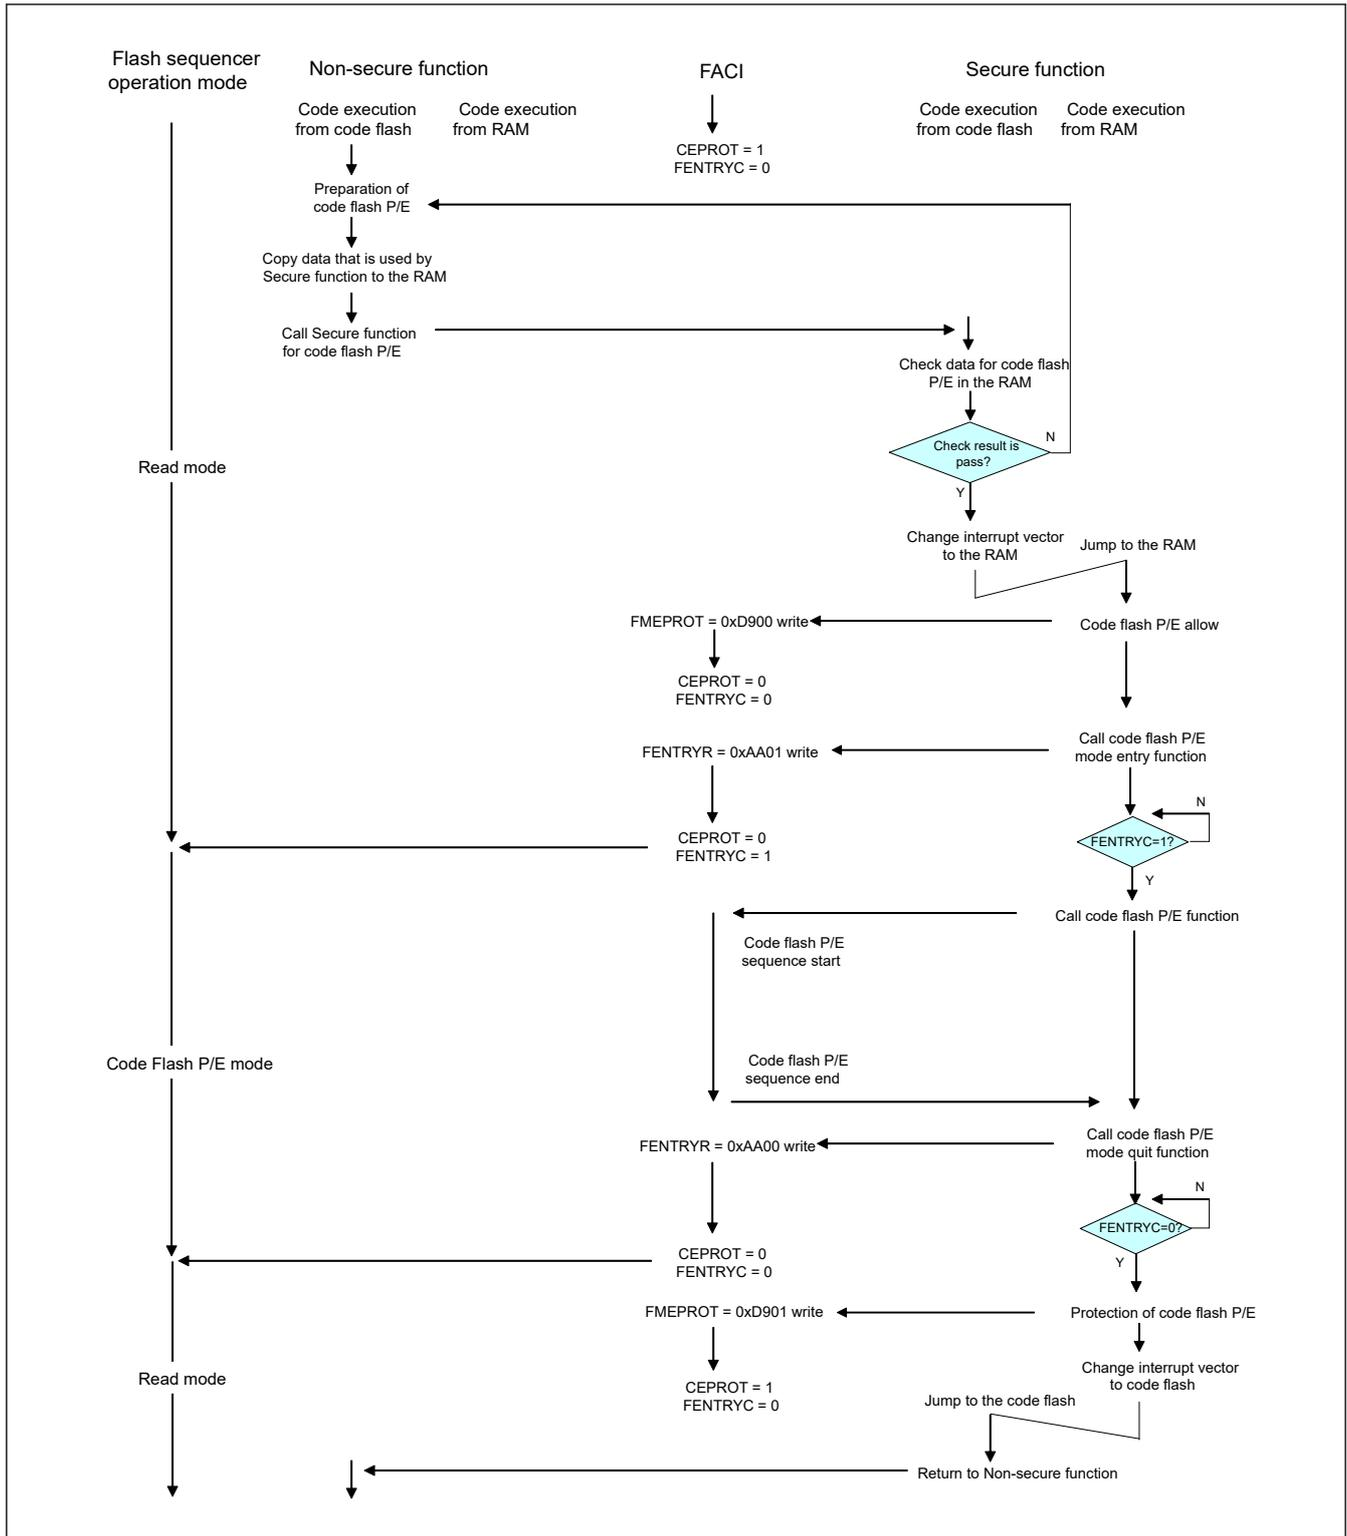 Flash sequencer
operation mode
Non-secure function
FACI
Secure function
Code execution
from code flash
Code execution
from RAM
Code execution
from code flash
Code execution
from RAM
CEPROT = 1
FENTRYC = 0
Preparation of
code flash P/E
Copy data that is used by
Secure function to the RAM
Call Secure function
for code flash P/E
Check data for code flash
P/E in the RAM
Check result is
pass?
N
Y
Read mode
Change interrupt vector
to the RAM
Jump to the RAM
FMEPROT = 0xD900 write
Code flash P/E allow
CEPROT = 0
FENTRYC = 0
FENTRYR = 0xAA01 write
Call code flash P/E
mode entry function
N
CEPROT = 0
FENTRYC = 1
FENTRYC=1?
Y
Call code flash P/E function
Code flash P/E
sequence start
Code Flash P/E mode
Code flash P/E
sequence end
FENTRYR = 0xAA00 write
Call code flash P/E
mode quit function
N
FENTRYC=0?
Y
CEPROT = 0
FENTRYC = 0
FMEPROT = 0xD901 write
Protection of code flash P/E
Read mode
CEPROT = 1
FENTRYC = 0
Change interrupt vector
to code flash
Jump to the code flash
Return to Non-secure function